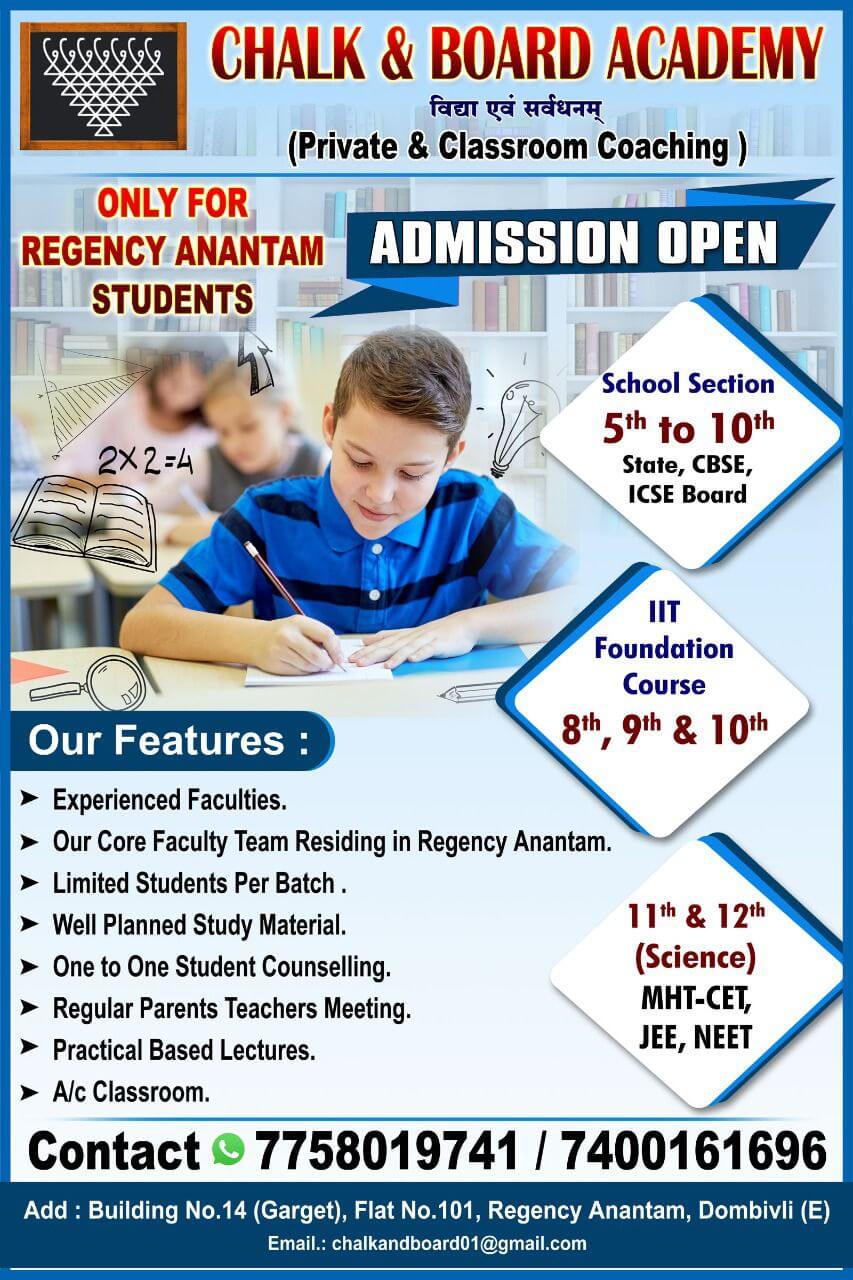 CHALK & BOARD ACADEMY
विद्या एवं सर्वधनम्
(Private & Classroom Coaching )
ONLY FOR
REGENCY ANANTAM
STUDENTS
ADMISSION OPEN
School Section
5th to 10th
State, CBSE,
ICSE Board
2×2=4
IIT
Foundation
Course
8th, 9th & 10th
Our Features :
➤ Experienced Faculties.
➤ Our Core Faculty Team Residing in Regency Anantam.
➤ Limited Students Per Batch .
➤ Well Planned Study Material.
➤ One to One Student Counselling.
➤ Regular Parents Teachers Meeting.
➤ Practical Based Lectures.
➤ A/c Classroom.
11th & 12th
(Science)
MHT-CET,
JEE, NEET
Contact 7758019741 / 7400161696
Add : Building No.14 (Garget), Flat No.101, Regency Anantam, Dombivli (E)
Email.: chalkandboard01@gmail.com